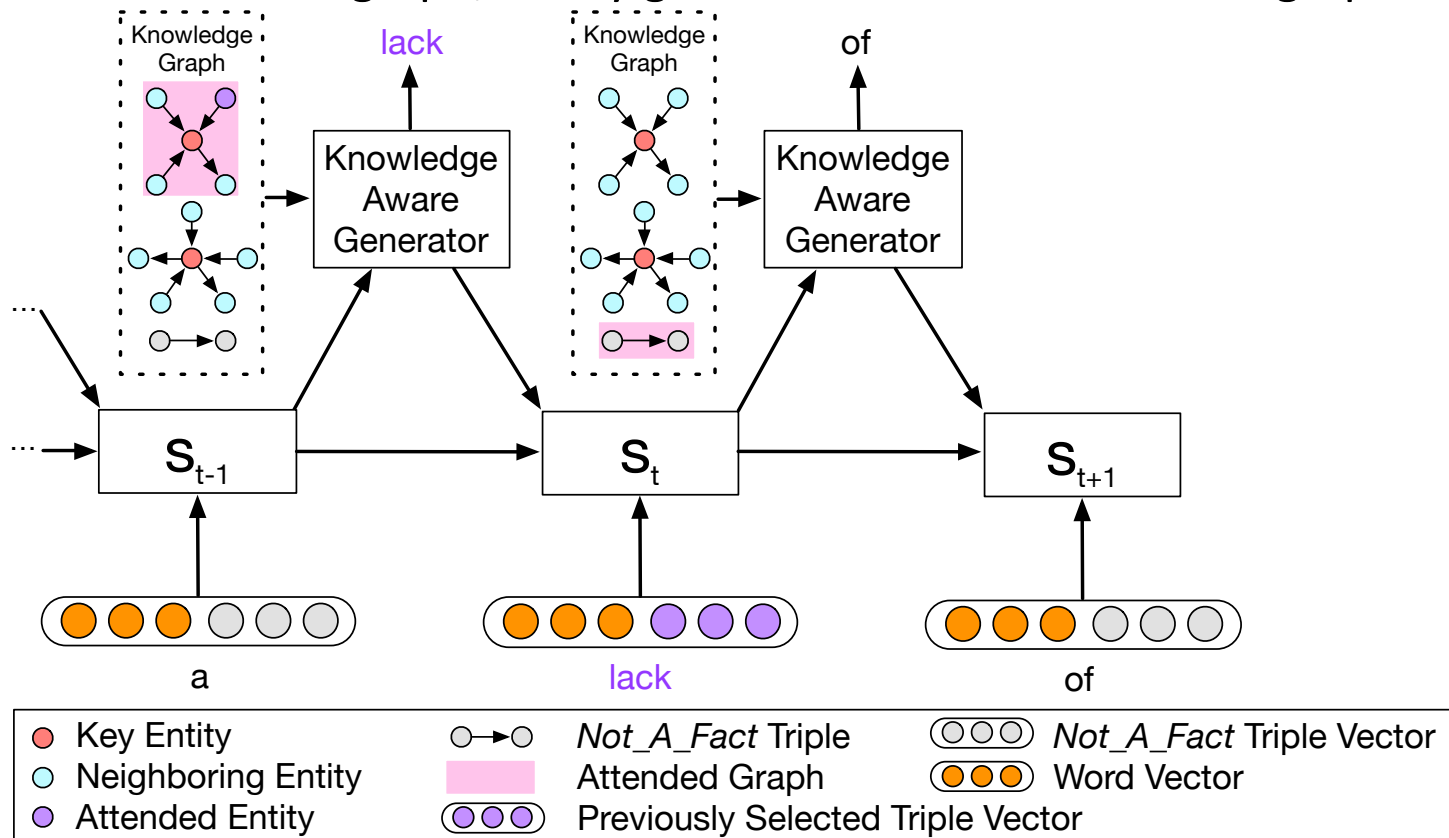 Knowledge
Graph
lack
Knowledge
Graph
of
Knowledge
Aware
Generator
Knowledge
Aware
Generator
...
...
S_{t-1}
S_t
S_{t+1}
a
lack
of
Key Entity
Not_A_Fact Triple
Not_A_Fact Triple Vector
Neighboring Entity
Attended Graph
Word Vector
Attended Entity
Previously Selected Triple Vector